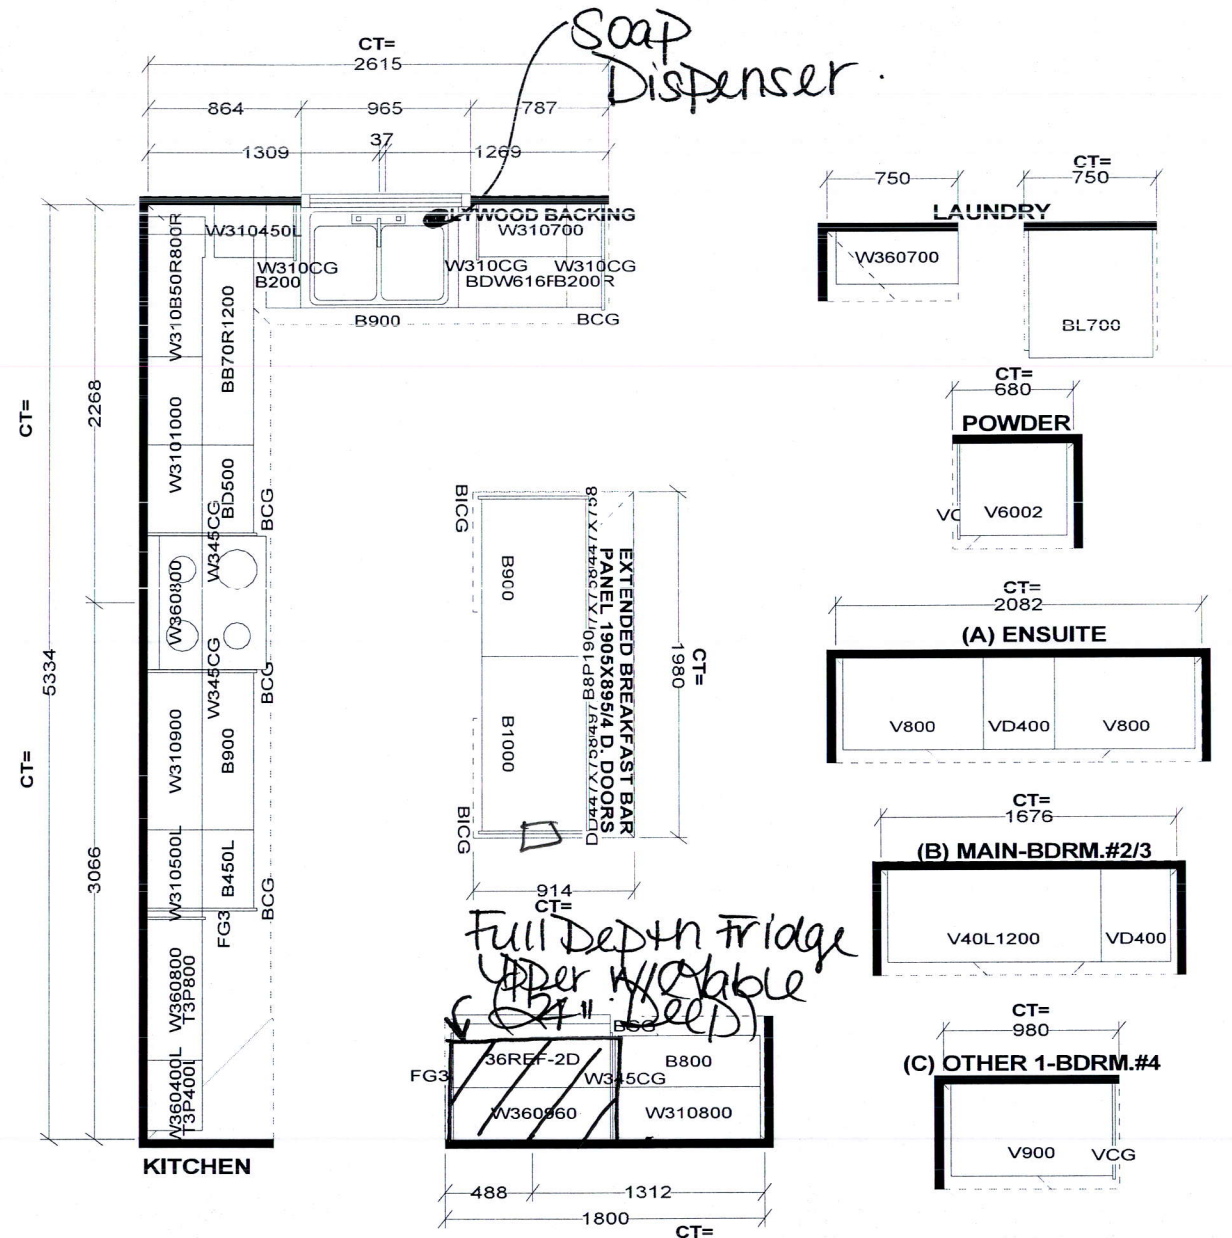 Soap
Dispenser.
CT=
2615
864
965
787
37
1309
1269
PLYWOOD BACKING
W310450L
W310700
W310CG
W310CG
W310CG
B200
BDW616F
B200R
B900
BCG
W310B50R800R
BB70R1200
W3101000
BID500
BCG
W345CG
W360800
W345CG
BCG
W310900
B900
W310500L
B450L
BCG
FG3
W360800
T3P800
W360400L
T3P400L
CT=
2268
5334
CT=
3066
KITCHEN
BICG
B900
B1000
BICG
EXTENDED BREAKFAST BAR
PANEL 1905X895/4 D. DOORS
1980
CT=
914
CT=
Full Depth Fridge
Upper w/Gable
(24" Deep)
BCG
36REF-2D
B800
FG3
W345CG
W360960
W310800
488
1312
1800
CT=
750
CT=
750
LAUNDRY
W360700
BL700
CT=
680
POWDER
VC
V6002
CT=
2082
(A) ENSUITE
V800
VD400
V800
CT=
1676
(B) MAIN-BDRM.#2/3
V40L1200
VD400
CT=
980
(C) OTHER 1-BDRM.#4
V900
VCG